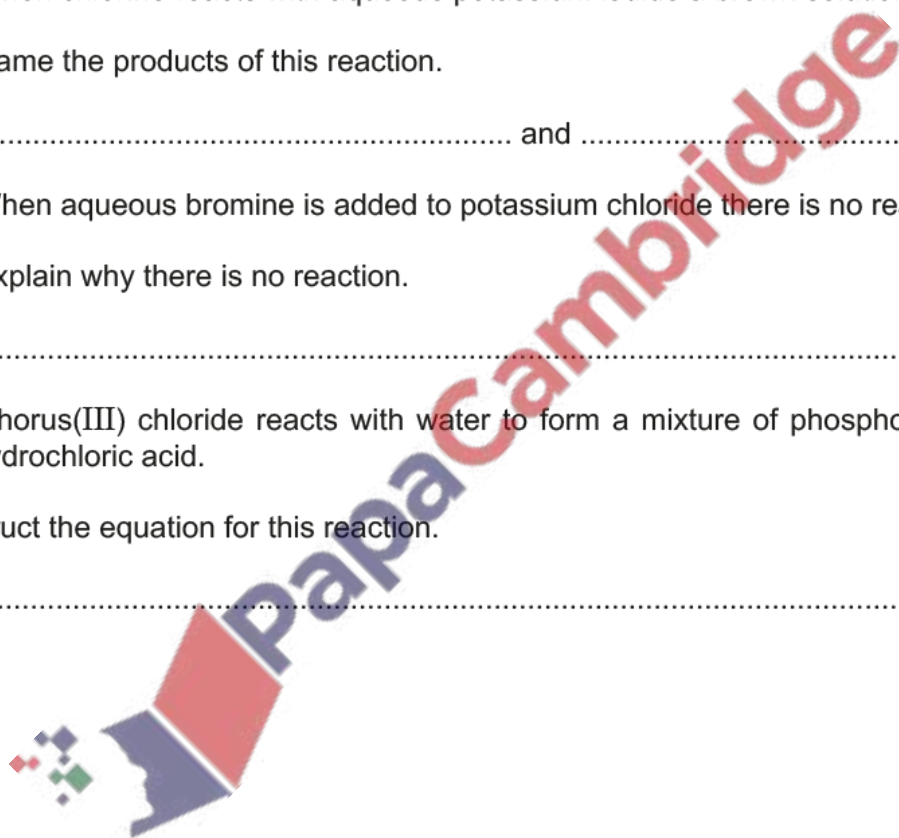 ame the products of this reaction.
............................................................... and .......................................
hen aqueous bromine is added to potassium chloride there is no re
xplain why there is no reaction.
horus(III) chloride reacts with water to form a mixture of phospho
drochloric acid.
uct the equation for this reaction.
PapaCambridge